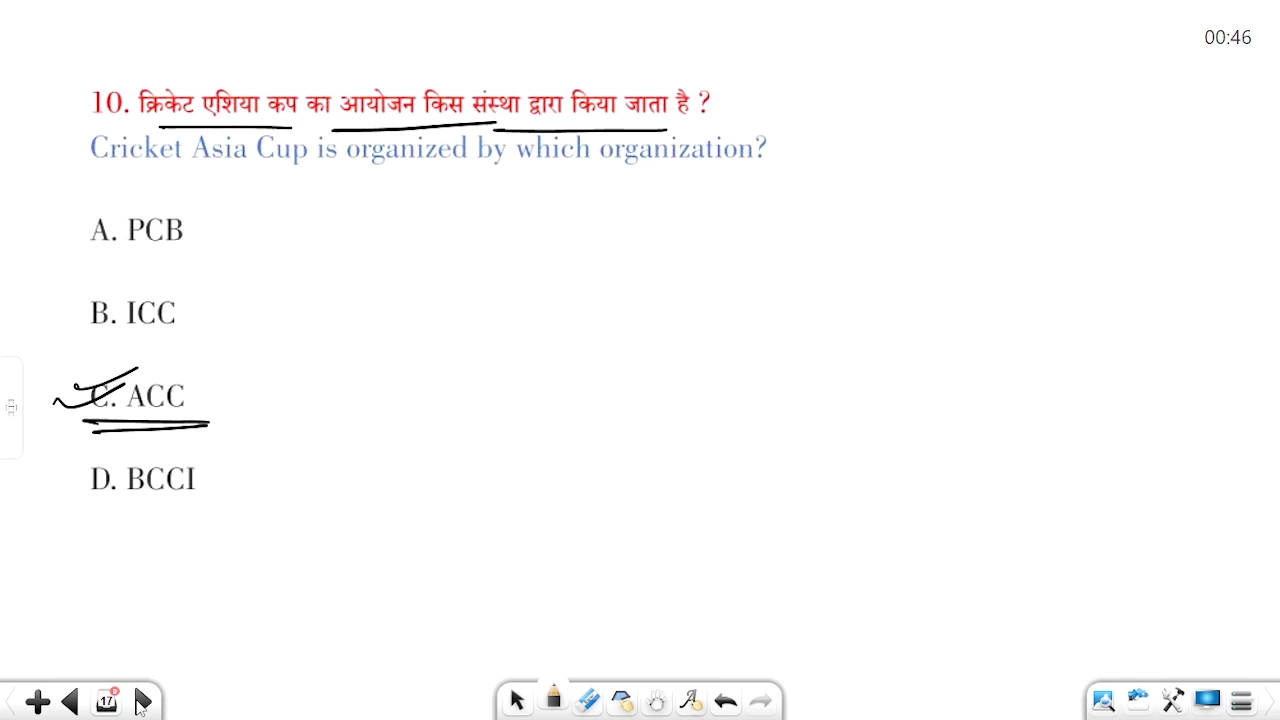 00:46
10. क्रिकेट एशिया कप का आयोजन किस संस्था द्वारा किया जाता है ?
Cricket Asia Cup is organized by which organization?
A. PCB
B. ICC
C. ACC
D. BCCI
17
8